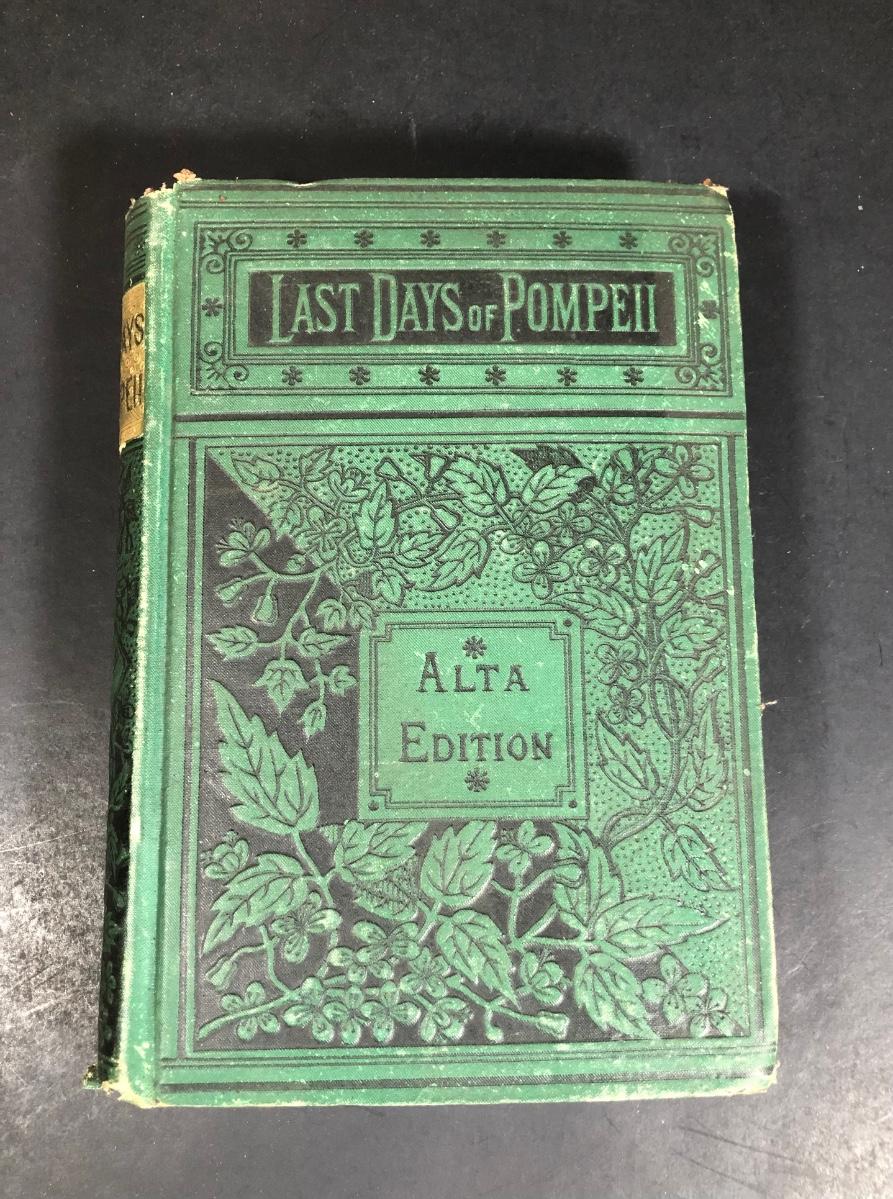 LAST DAYS OF POMPEII
ALTA
EDITION